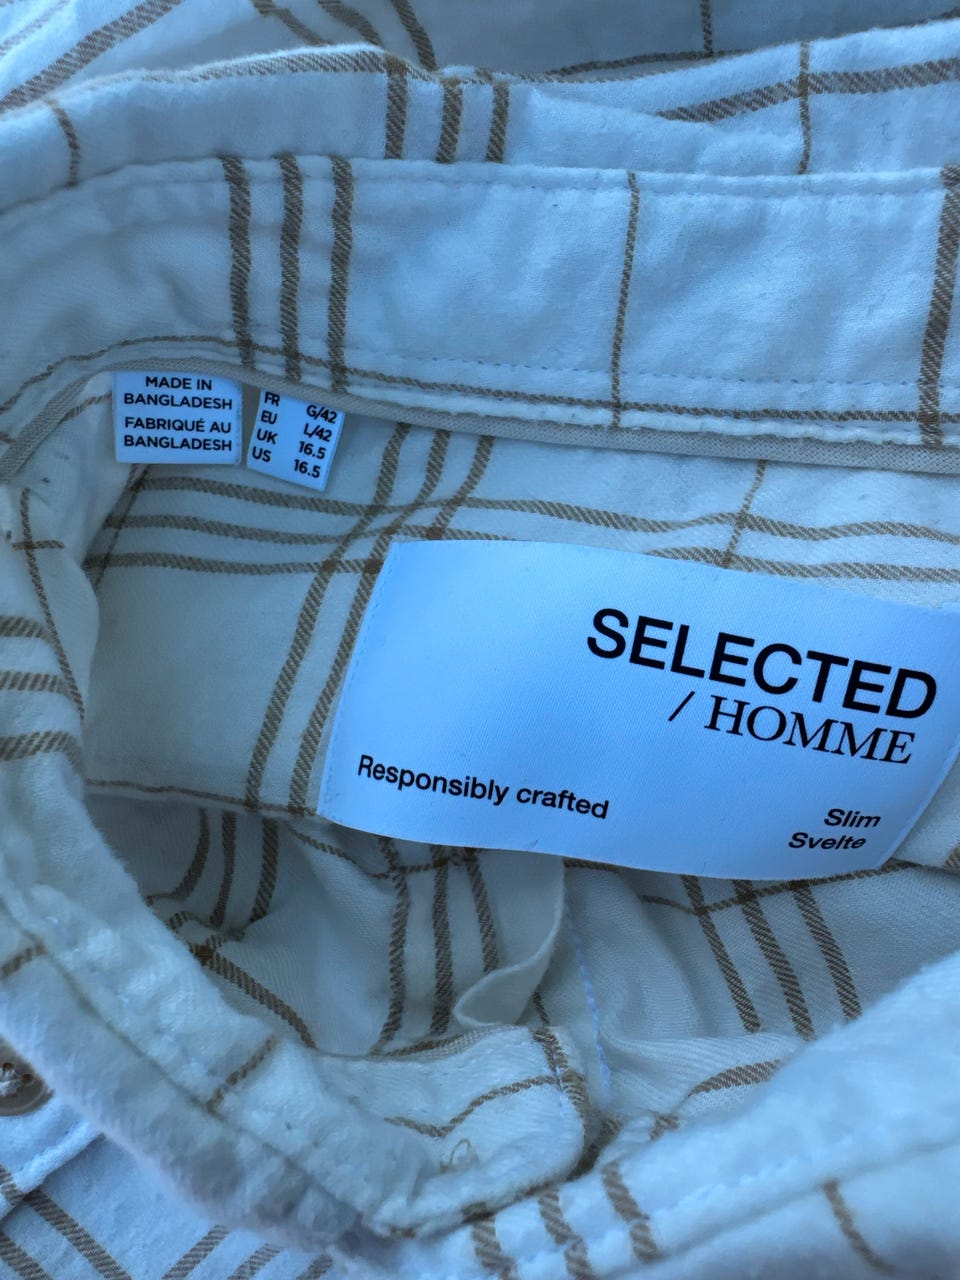 MADE IN
BANGLADESH
FABRIQUÉ AU
BANGLADESH
FR G/42
EU L/42
UK 16.5
US 16.5
SELECTED
/ HOMME
Responsibly crafted
Slim
Svelte